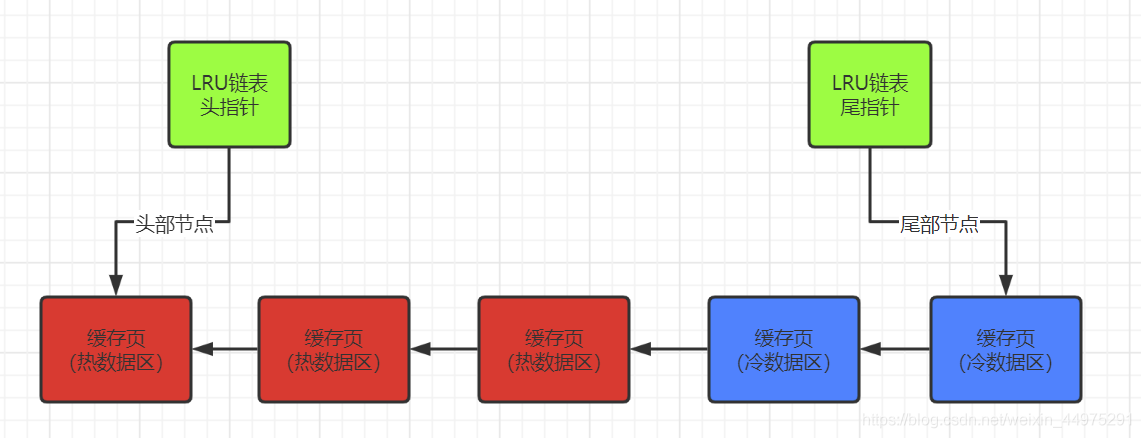 LRU链表
头指针
LRU链表
尾指针
头部节点
尾部节点
缓存页
(热数据区)
缓存页
(热数据区)
缓存页
(热数据区)
缓存页
(冷数据区)
缓存页
(冷数据区)
https://blog.csdn.net/weixin_44975291